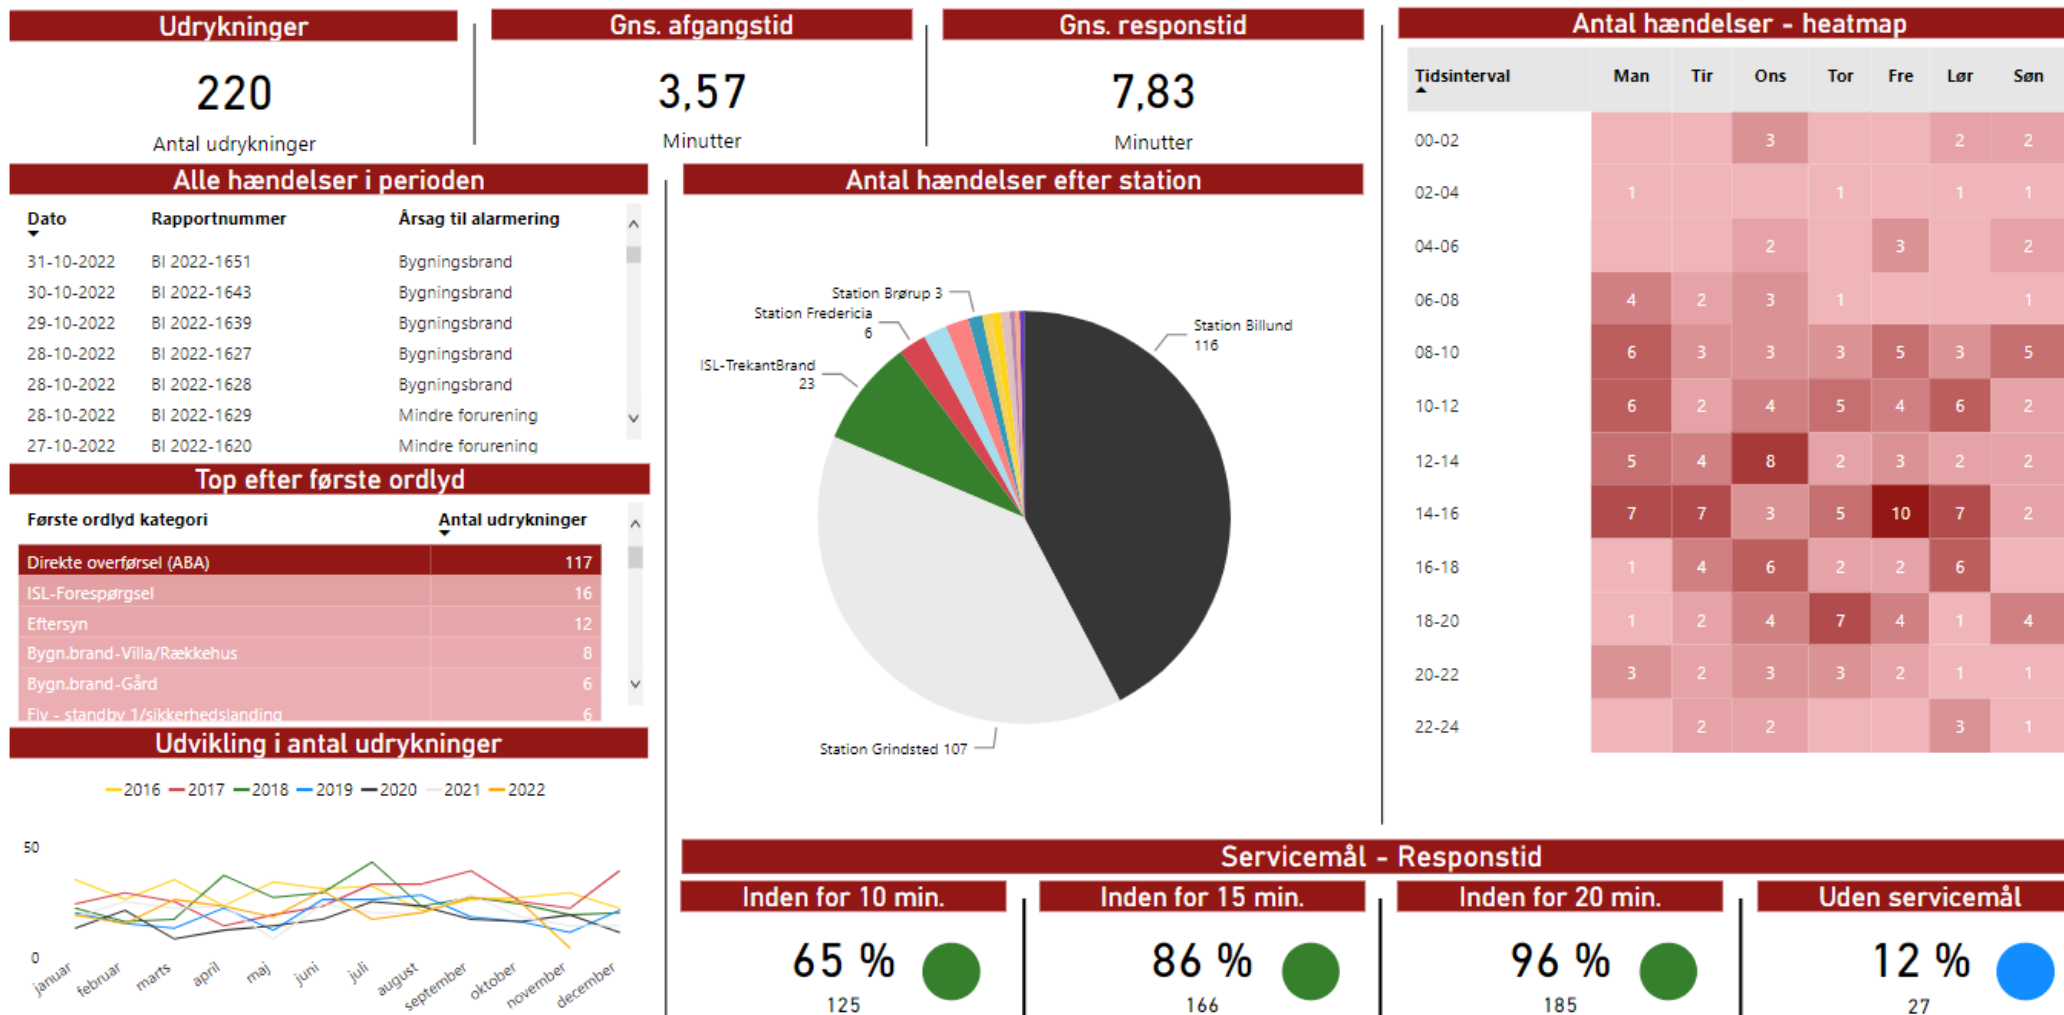 Udrykninger
220
Antal udrykninger
Gns. afgangstid
3,57
Minutter
Gns. responstid
7,83
Minutter
Alle hændelser i perioden
Dato Rapportnummer Årsag til alarmering
31-10-2022 BI 2022-1651 Bygningsbrand
30-10-2022 BI 2022-1643 Bygningsbrand
29-10-2022 BI 2022-1639 Bygningsbrand
28-10-2022 BI 2022-1627 Bygningsbrand
28-10-2022 BI 2022-1628 Bygningsbrand
28-10-2022 BI 2022-1629 Mindre forurening
27-10-2022 BI 2022-1620 Mindre forurening
Top efter første ordlyd
Første ordlyd kategori Antal udrykninger
Direkte overførsel (ABA) 117
ISL-Forespørgsel 16
Eftersyn 12
Bygn.brand-Villa/Rækkehus 8
Bygn.brand-Gård 6
Fly - standby 1/sikkerhedslanding 6
Udvikling i antal udrykninger
2016 2017 2018 2019 2020 2021 2022
50
0
januar februar marts april maj juni juli august september oktober november december
Antal hændelser efter station
Station Brørup 3
Station Fredericia
6
ISL-TrekantBrand
23
Station Billund
116
Station Grindsted 107
Antal hændelser - heatmap
Tidsinterval Man Tir Ons Tor Fre Lør Søn
00-02 3 2 2
02-04 1 1 1 1
04-06 2 3 2
06-08 4 2 3 1 1
08-10 6 3 3 3 5 3 5
10-12 6 2 4 5 4 6 2
12-14 5 4 8 2 3 2 2
14-16 7 7 3 5 10 7 2
16-18 1 4 6 2 2 6
18-20 1 2 4 7 4 1 4
20-22 3 2 3 3 2 1 1
22-24 2 2 3 1
Servicemål - Responstid
Inden for 10 min.
65 %
125
Inden for 15 min.
86 %
166
Inden for 20 min.
96 %
185
Uden servicemål
12 %
27